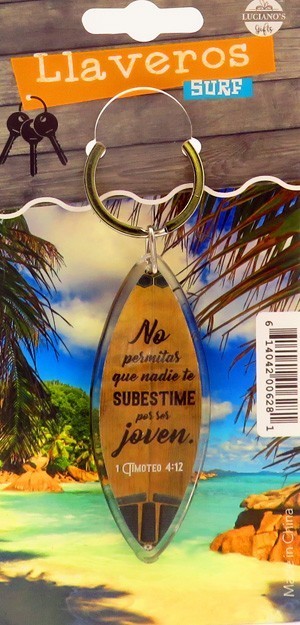 LUCIANO'S
Gifts
Llaveros
SURF
No
permitas
que nadie te
SUBESTIME
por ser
joven.
1 Timoteo 4:12
6 14042 00628 1
Made in China